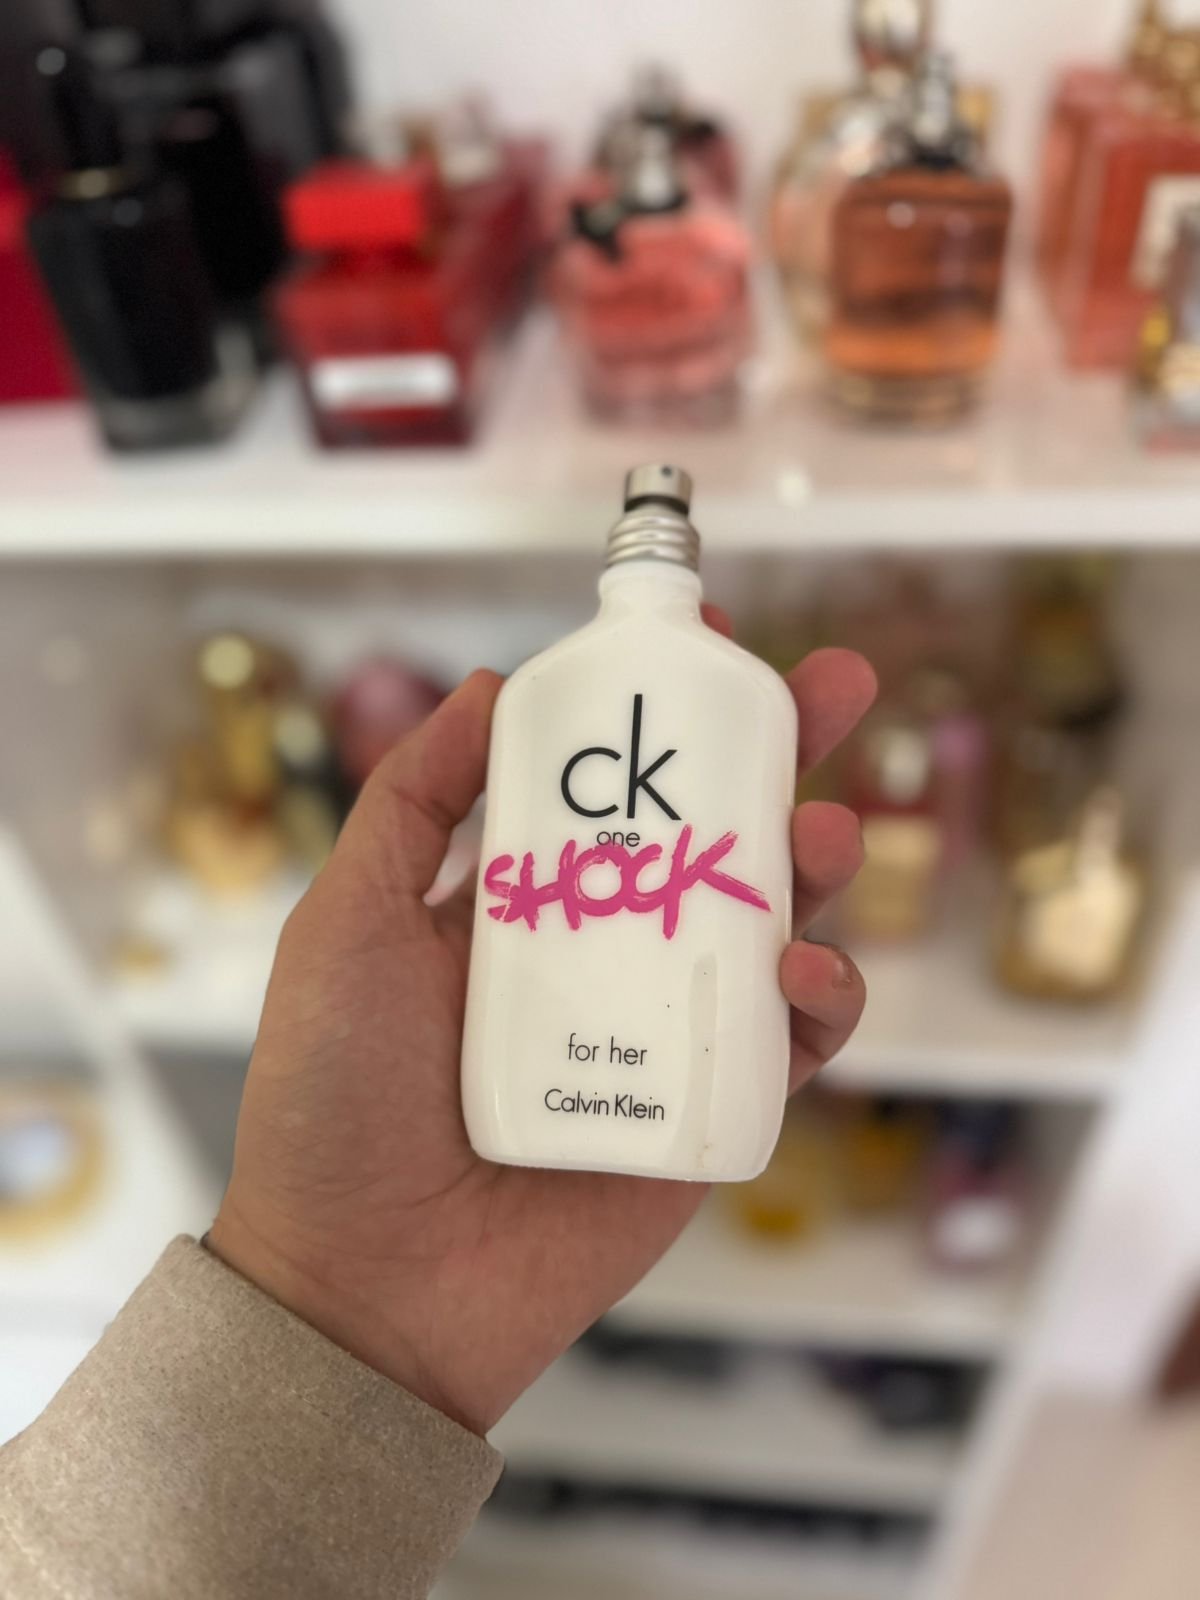 ck
one
SHOCK
for her
Calvin Klein